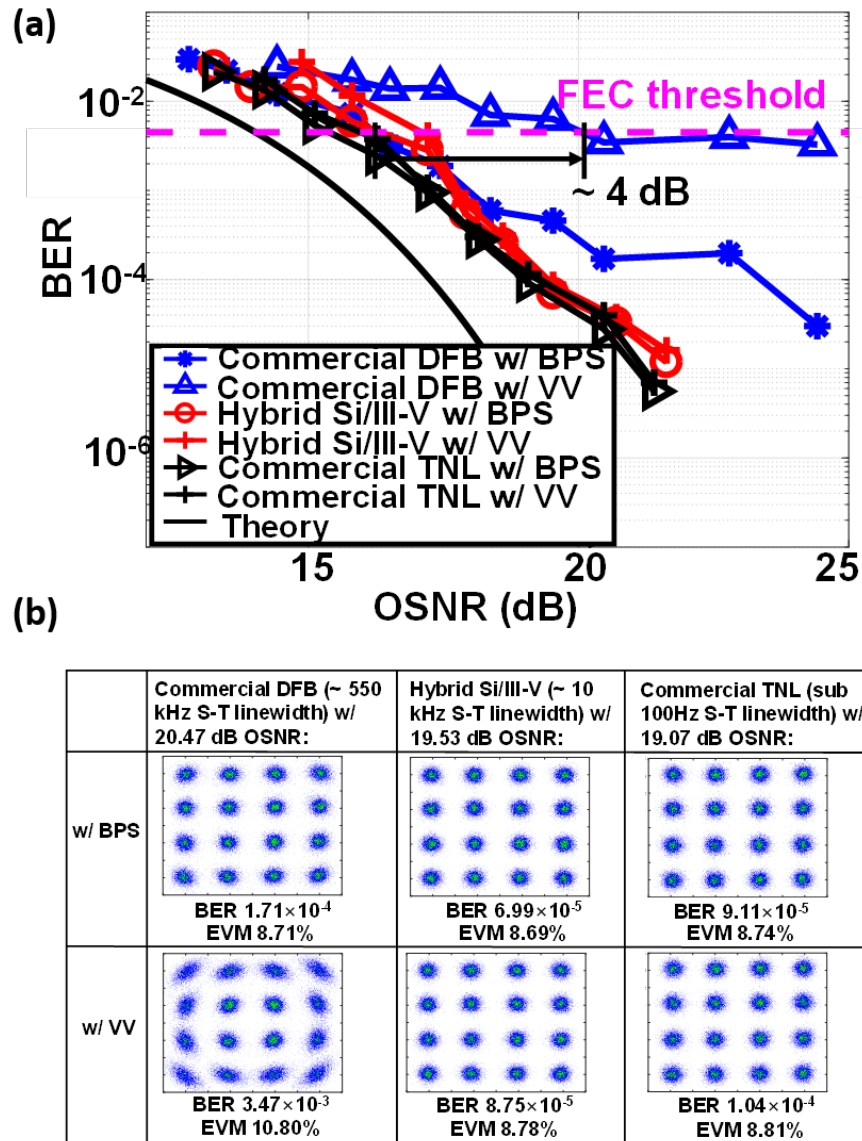 (a)
10-2
10-4
10-6
BER
FEC threshold
~ 4 dB
Commercial DFB w/ BPS
Commercial DFB w/ VV
Hybrid Si/III-V w/ BPS
Hybrid Si/III-V w/ VV
Commercial TNL w/ BPS
Commercial TNL w/ VV
Theory
15
20
25
OSNR (dB)
(b)
Commercial DFB (~ 550
kHz S-T linewidth) w/
20.47 dB OSNR:
Hybrid Si/III-V (~ 10
kHz S-T linewidth) w/
19.53 dB OSNR:
Commercial TNL (sub
100Hz S-T linewidth) w/
19.07 dB OSNR:
w/ BPS
BER 1.71×10-4
EVM 8.71%
BER 6.99×10-5
EVM 8.69%
BER 9.11×10-5
EVM 8.74%
w/ VV
BER 3.47×10-3
EVM 10.80%
BER 8.75×10-5
EVM 8.78%
BER 1.04×10-4
EVM 8.81%